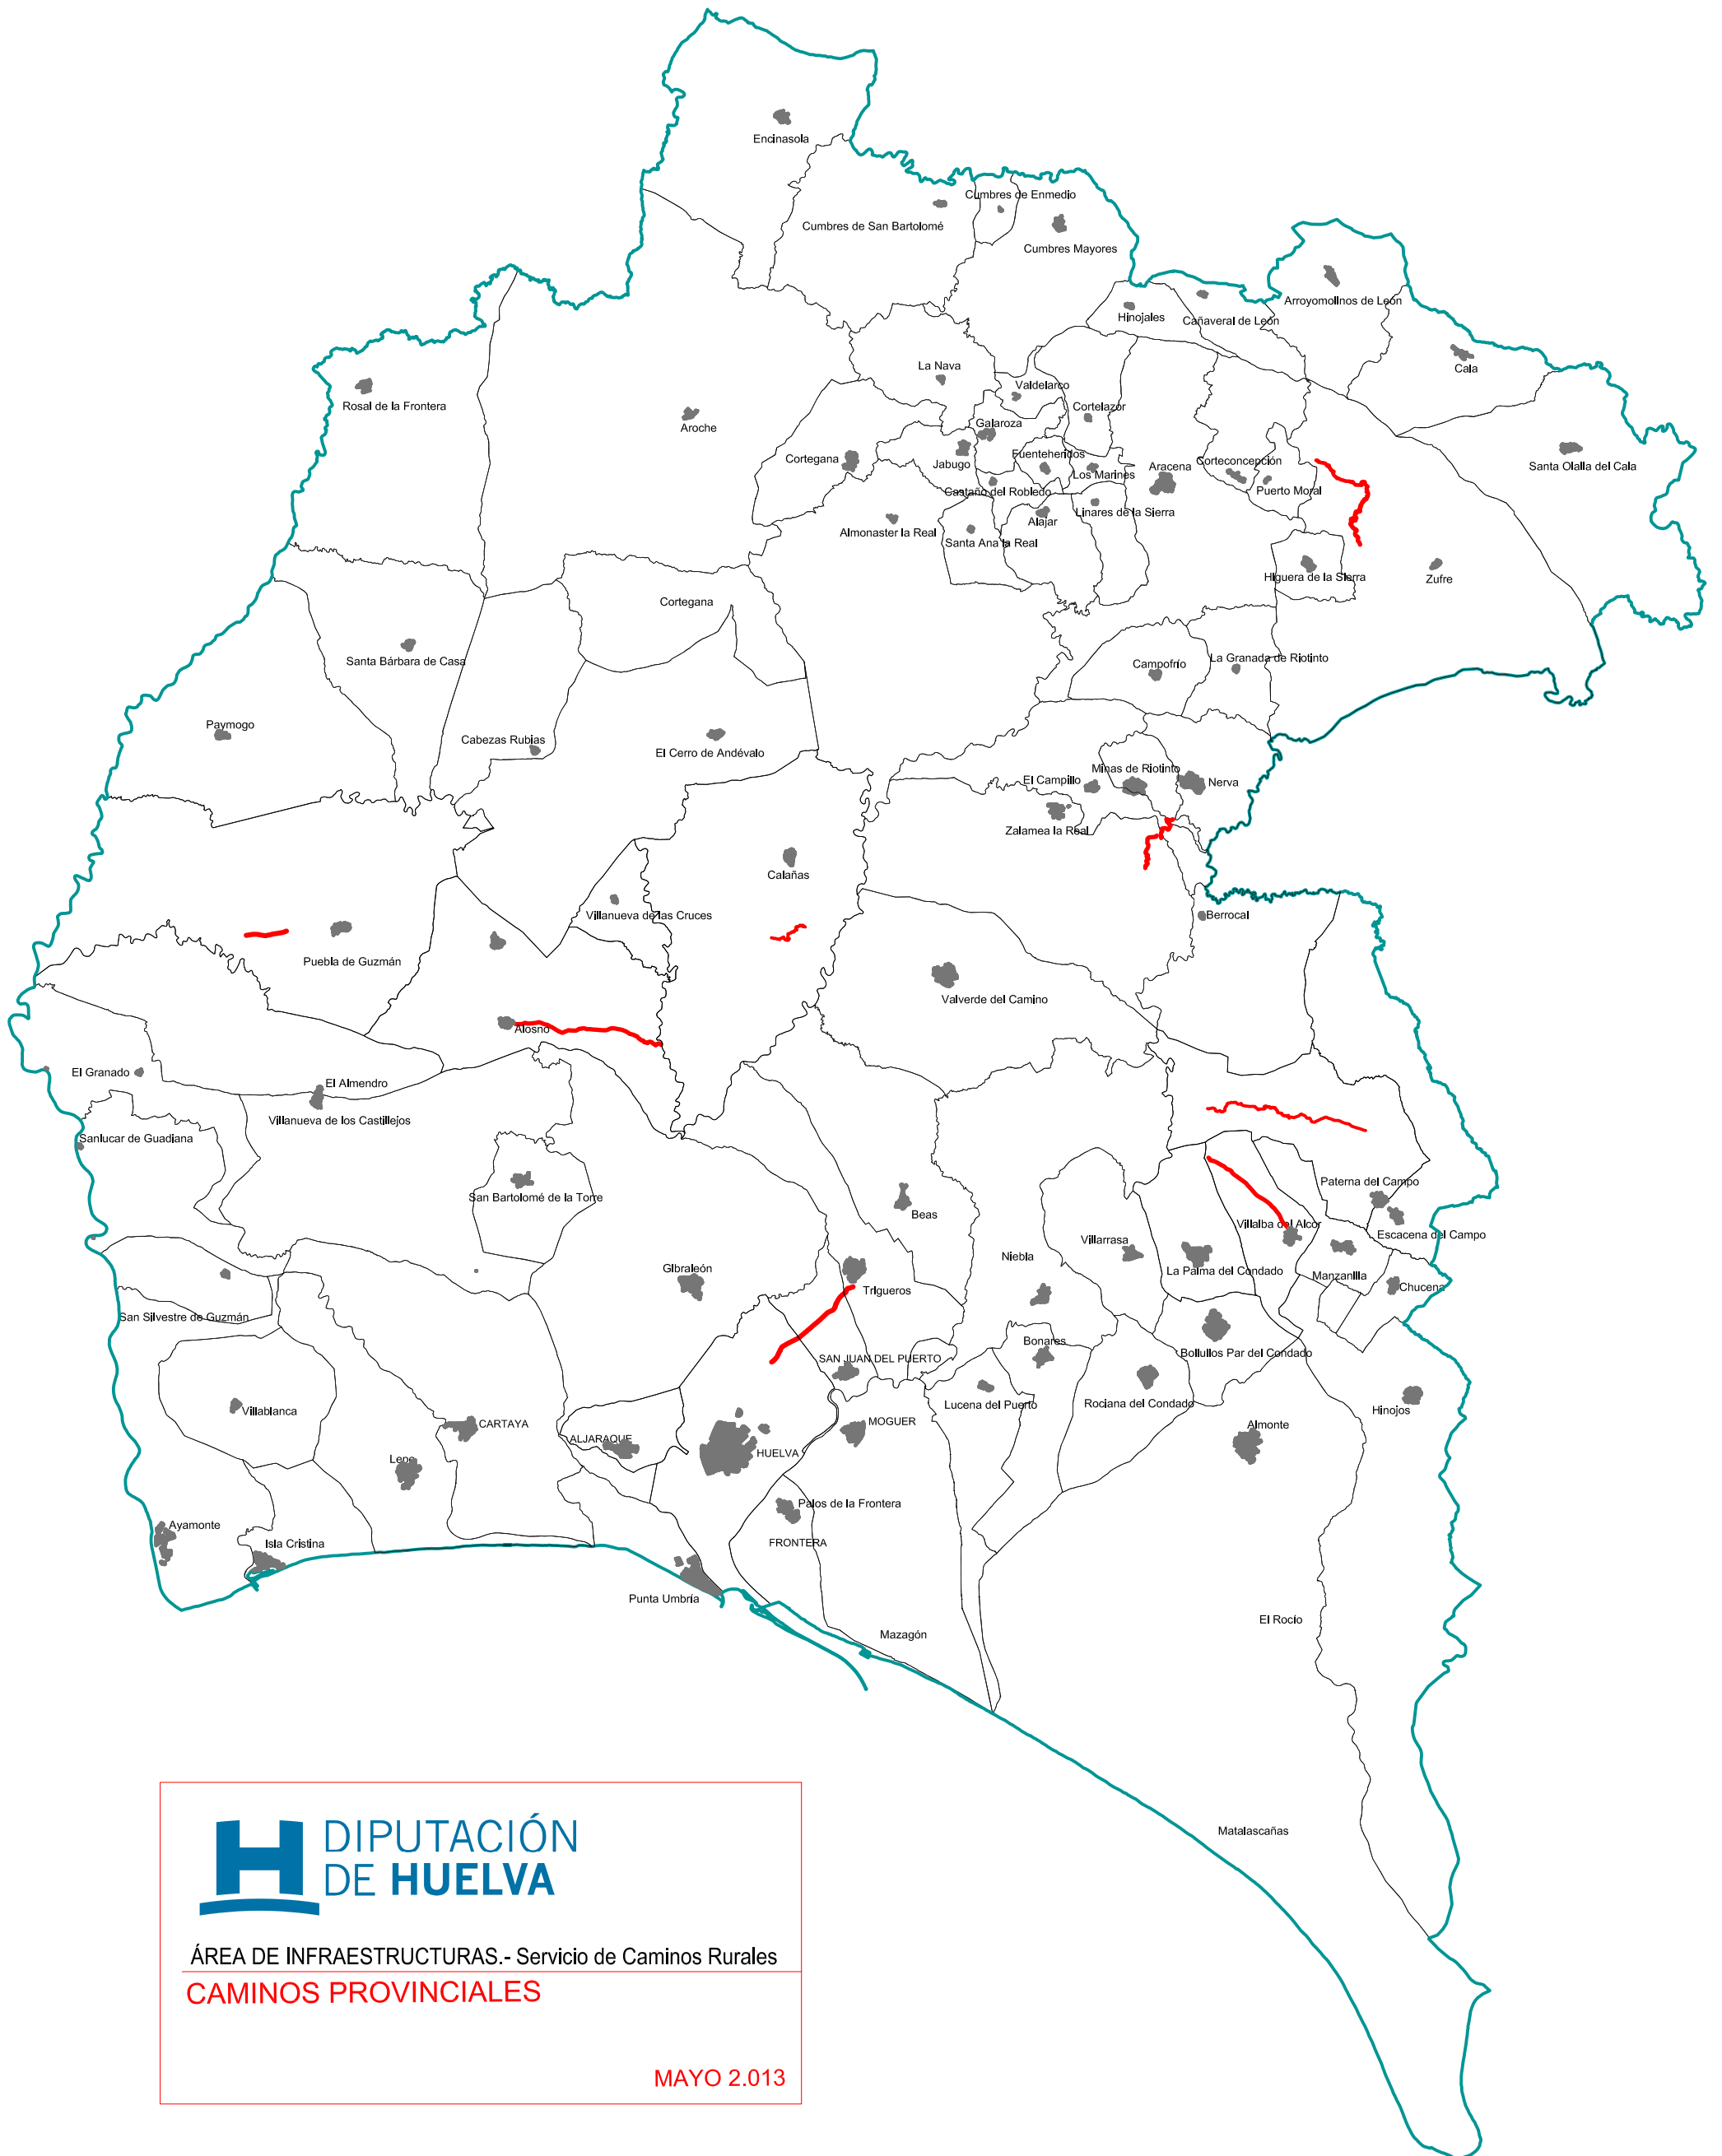 Encinasola
Cumbres de Enmedio
Cumbres de San Bartolomé
Cumbres Mayores
Arroyomolinos de León
Hinojales
Cañaveral de León
La Nava
Cala
Valdelarco
Rosal de la Frontera
Cortelazor
Aroche
Galaroza
Cortegana
Jabugo
Fuenteheridos
Los Marines
Aracena
Corteconcepción
Santa Olalla del Cala
Castaño del Robledo
Puerto Moral
Linares de la Sierra
Alajar
Almonaster la Real
Santa Ana la Real
Higuera de la Sierra
Zufre
Cortegana
Santa Bárbara de Casa
Campofrío
La Granada de Riotinto
Paymogo
Cabezas Rubias
El Cerro de Andévalo
Minas de Riotinto
El Campillo
Nerva
Zalamea la Real
Calañas
Villanueva de las Cruces
Berrocal
Puebla de Guzmán
Valverde del Camino
Alosno
El Granado
El Almendro
Villanueva de los Castillejos
Sanlucar de Guadiana
Paterna del Campo
San Bartolomé de la Torre
Beas
Villalba del Alcor
Escacena del Campo
Villarrasa
Niebla
Gibraleón
La Palma del Condado
Manzanilla
Chucena
Trigueros
San Silvestre de Guzmán
Bonares
SAN JUAN DEL PUERTO
Bollullos Par del Condado
Lucena del Puerto
Rociana del Condado
Villablanca
Hinojos
CARTAYA
MOGUER
Almonte
ALJARAQUE
HUELVA
Lepe
Palos de la Frontera
Ayamonte
Isla Cristina
FRONTERA
Punta Umbría
El Rocío
Mazagón
Matalascañas
DIPUTACIÓN
DE HUELVA
ÁREA DE INFRAESTRUCTURAS.- Servicio de Caminos Rurales
CAMINOS PROVINCIALES
MAYO 2.013